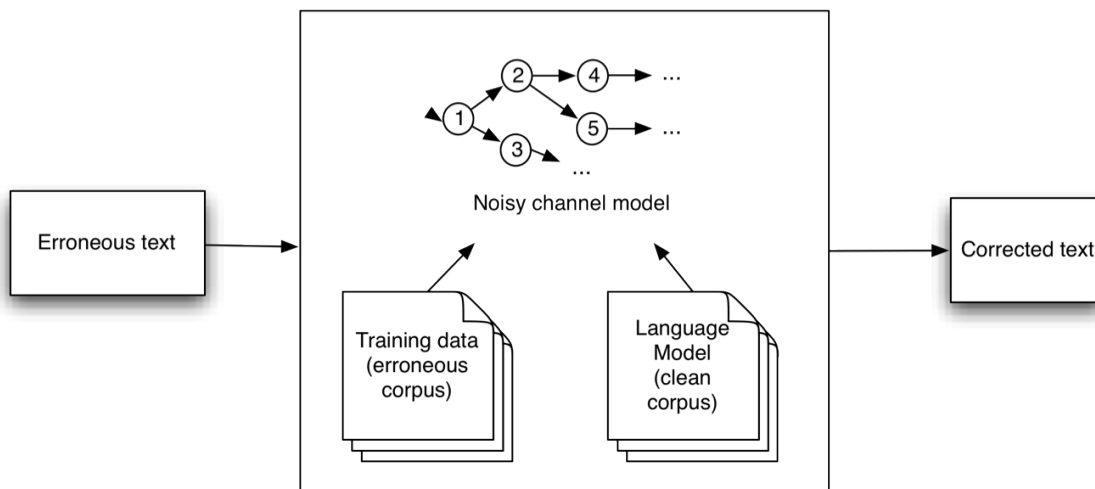 2
4
...
1
5
...
3
...
Noisy channel model
Erroneous text
Corrected text
Training data
(erroneous
corpus)
Language
Model
(clean
corpus)